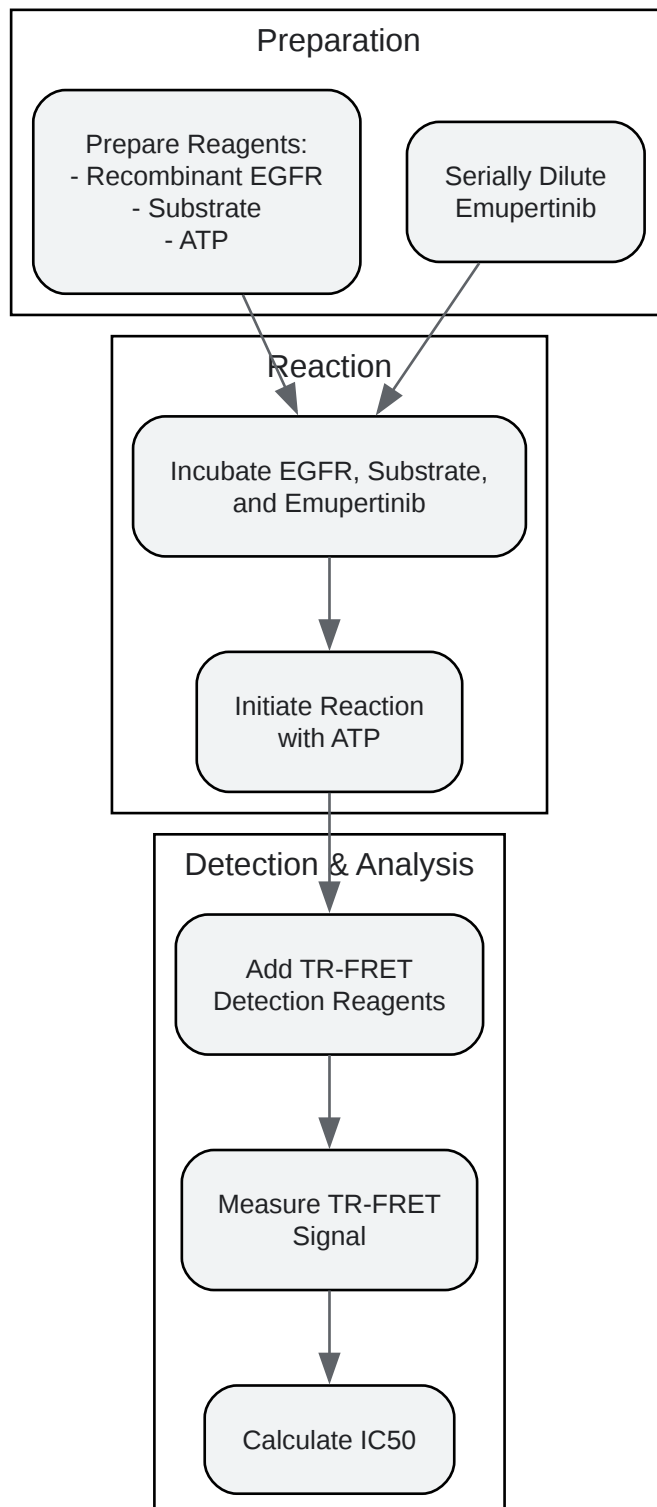 Preparation
Prepare Reagents:
- Recombinant EGFR
- Substrate
- ATP
Serially Dilute
Emupertinib
Reaction
Incubate EGFR, Substrate,
and Emupertinib
Initiate Reaction
with ATP
Detection & Analysis
Add TR-FRET
Detection Reagents
Measure TR-FRET
Signal
Calculate IC50